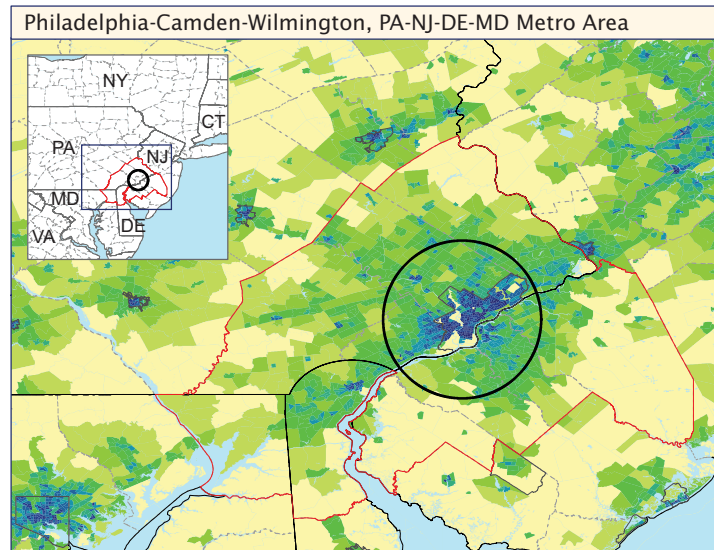 Philadelphia-Camden-Wilmington, PA-NJ-DE-MD Metro Area
NY
CT
PA
NJ
MD
DE
VA